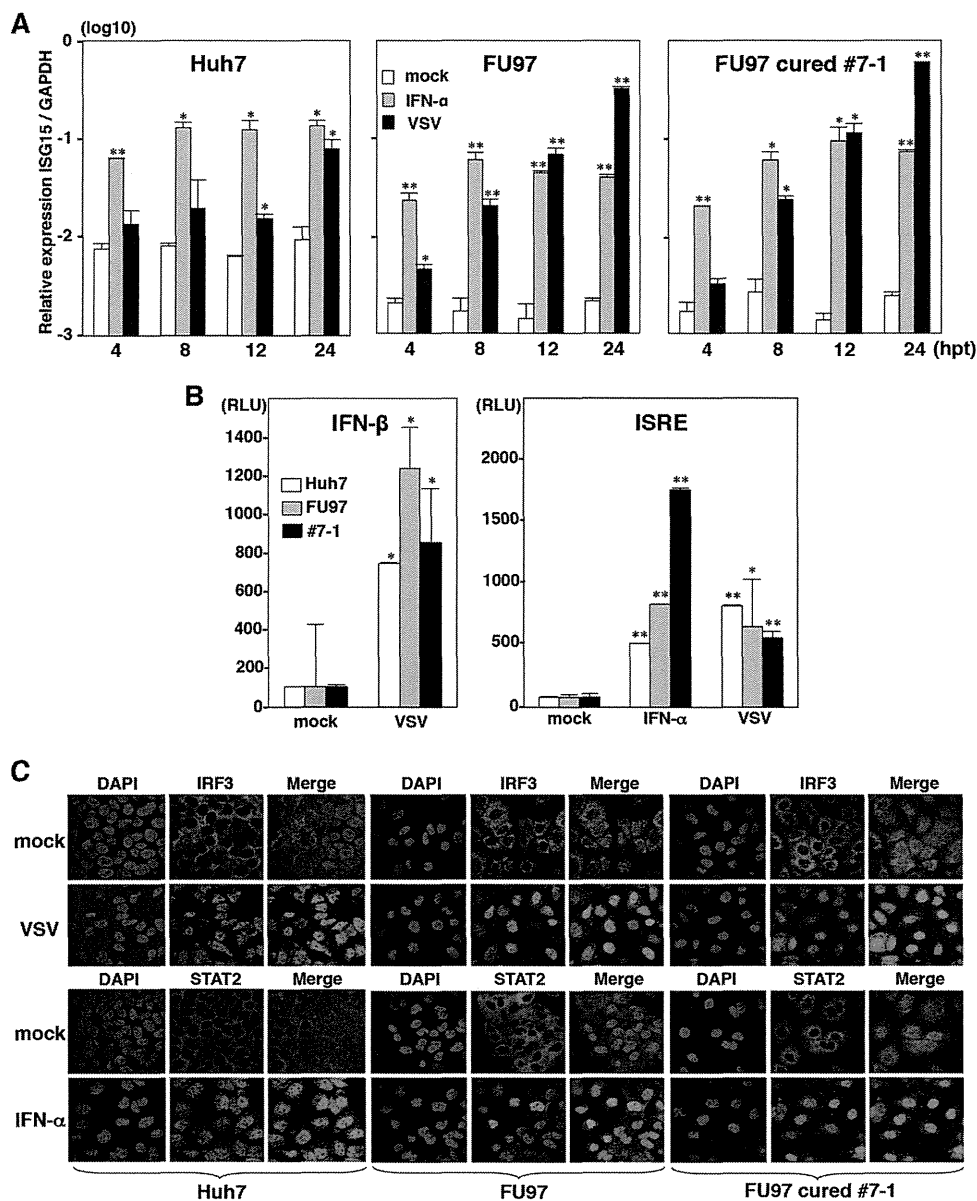 A
(log10)
Relative expression ISG15 / GAPDH
0
-1
-2
-3
Huh7
** * * * *
*
4 8 12 24
FU97
mock
IFN-α
VSV
** * ** ** ** ** ** **
4 8 12 24
FU97 cured #7-1
** * * * * ** **
4 8 12 24 (hpt)
B
(RLU)
IFN-β
1400
1200
1000
800
600
400
200
0
Huh7
FU97
#7-1
* * *
mock VSV
(RLU)
ISRE
2000
1500
1000
500
0
** ** ** ** * **
mock IFN-α VSV
C
DAPI IRF3 Merge DAPI IRF3 Merge DAPI IRF3 Merge
mock
VSV
DAPI STAT2 Merge DAPI STAT2 Merge DAPI STAT2 Merge
mock
IFN-α
Huh7 FU97 FU97 cured #7-1